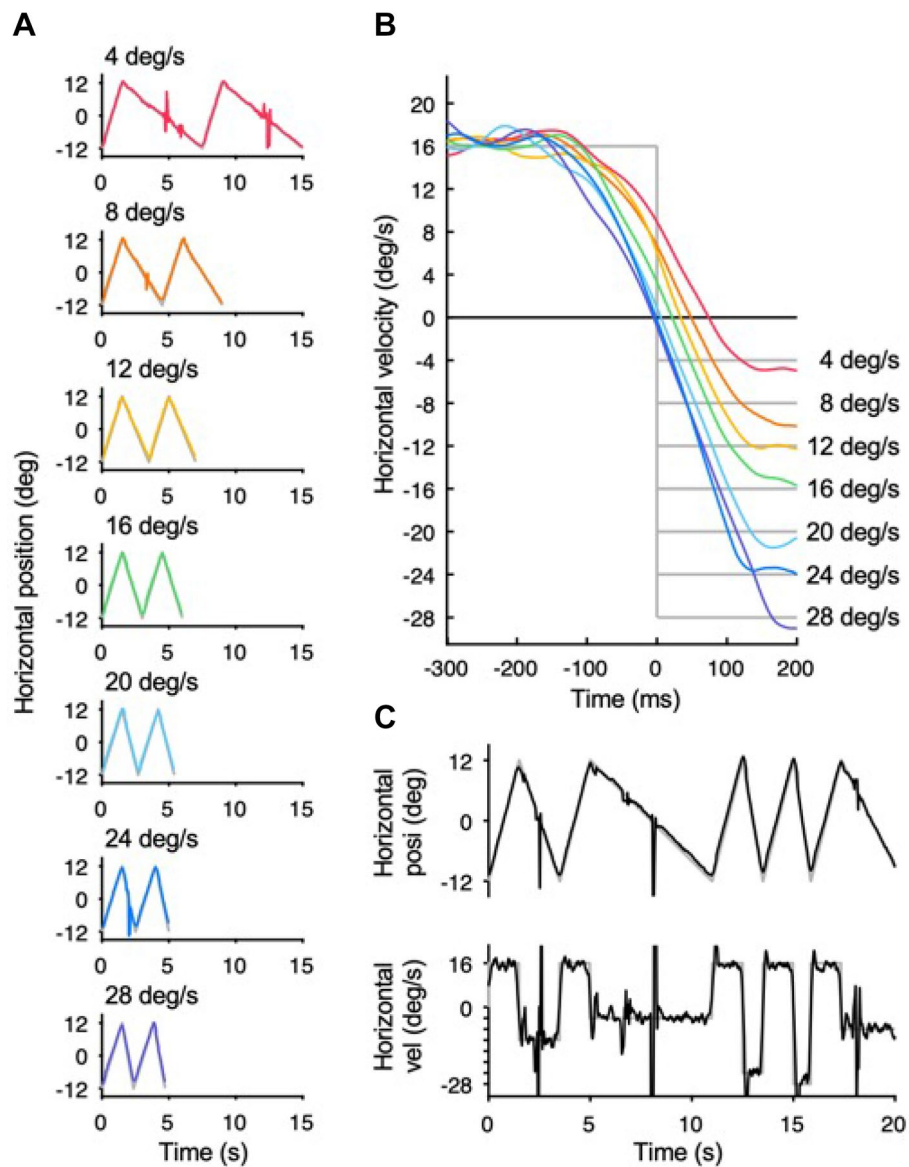 A
Horizontal position (deg)
4 deg/s
12
0
-12
0 5 10 15
8 deg/s
12
0
-12
0 5 10 15
12 deg/s
12
0
-12
0 5 10 15
16 deg/s
12
0
-12
0 5 10 15
20 deg/s
12
0
-12
0 5 10 15
24 deg/s
12
0
-12
0 5 10 15
28 deg/s
12
0
-12
0 5 10 15
Time (s)
B
Horizontal velocity (deg/s)
20
16
12
8
4
0
-4
-8
-12
-16
-20
-24
-28
4 deg/s
8 deg/s
12 deg/s
16 deg/s
20 deg/s
24 deg/s
28 deg/s
-300 -200 -100 0 100 200
Time (ms)
C
Horizontal
posi (deg)
12
0
-12
Horizontal
vel (deg/s)
16
0
-28
0 5 10 15 20
Time (s)